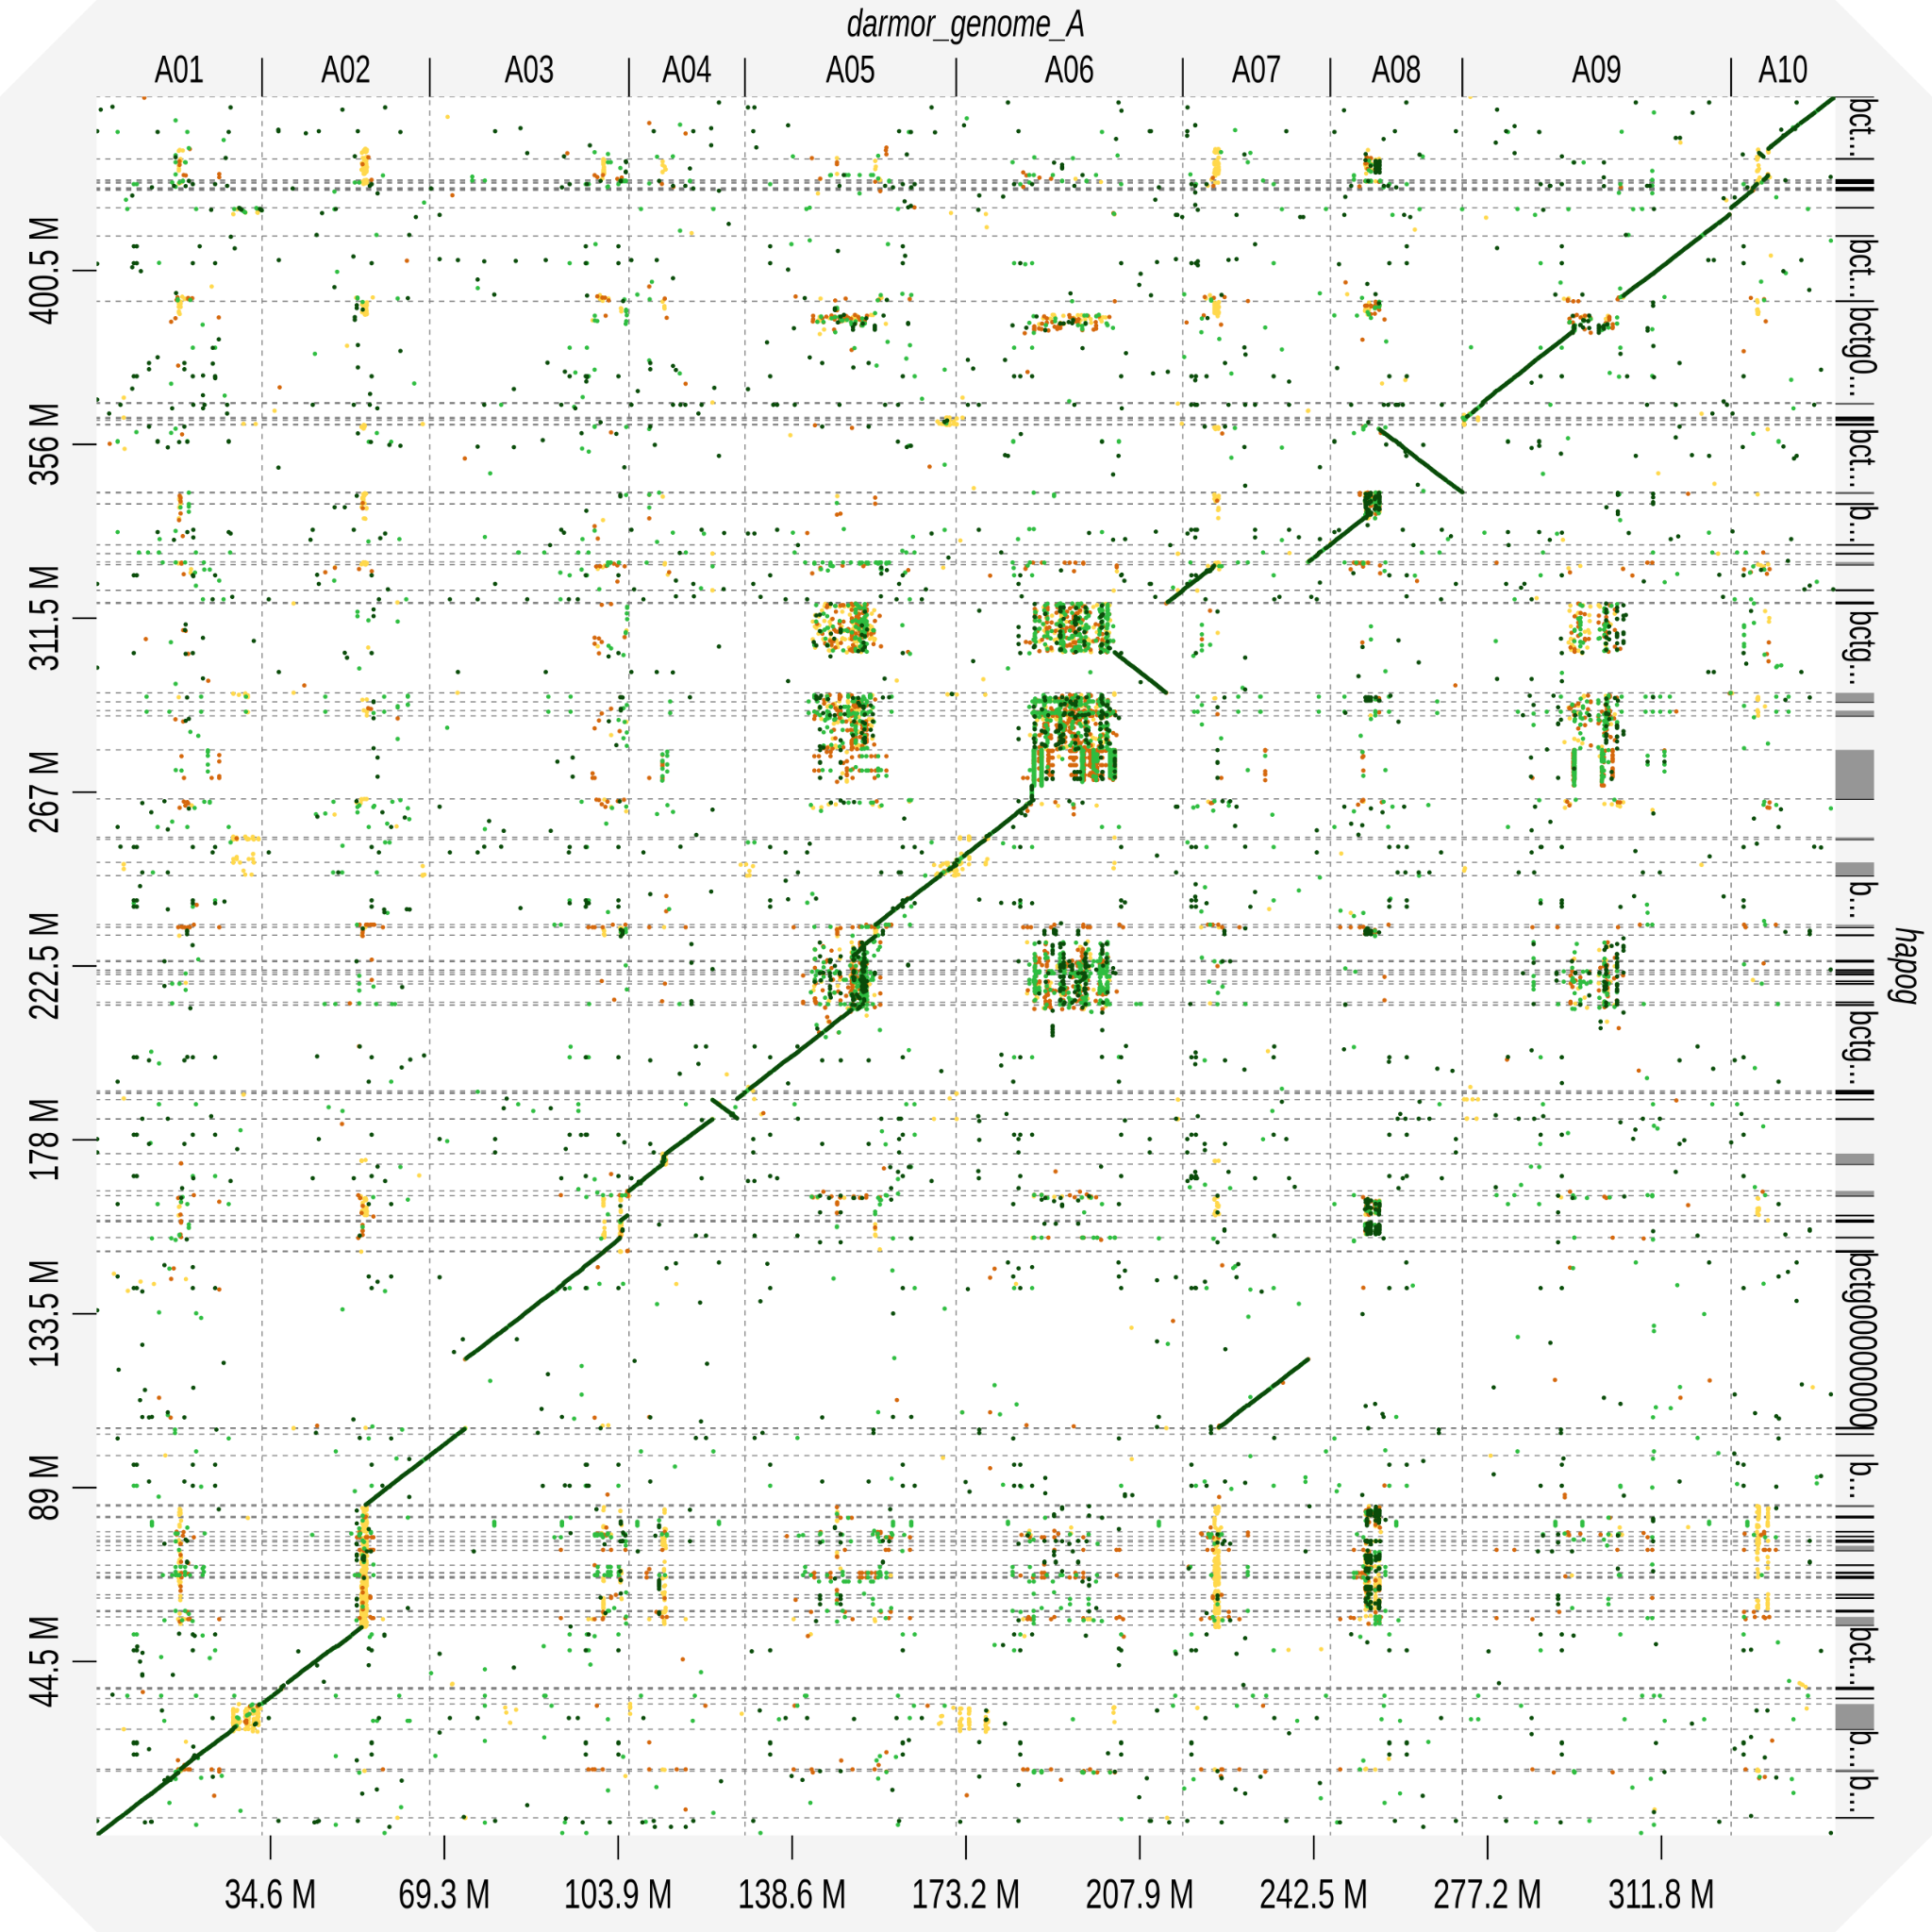 darmor_genome_A
A01 A02 A03 A04 A05 A06 A07 A08 A09 A10
400.5 M
356 M
311.5 M
267 M
222.5 M
178 M
133.5 M
89 M
44.5 M
bct...
bct...
bctg0...
bct...
b...
bctg...
b...
bctg...
bctg00000000
b...
bct...
b...
b...
hapog
34.6 M 69.3 M 103.9 M 138.6 M 173.2 M 207.9 M 242.5 M 277.2 M 311.8 M